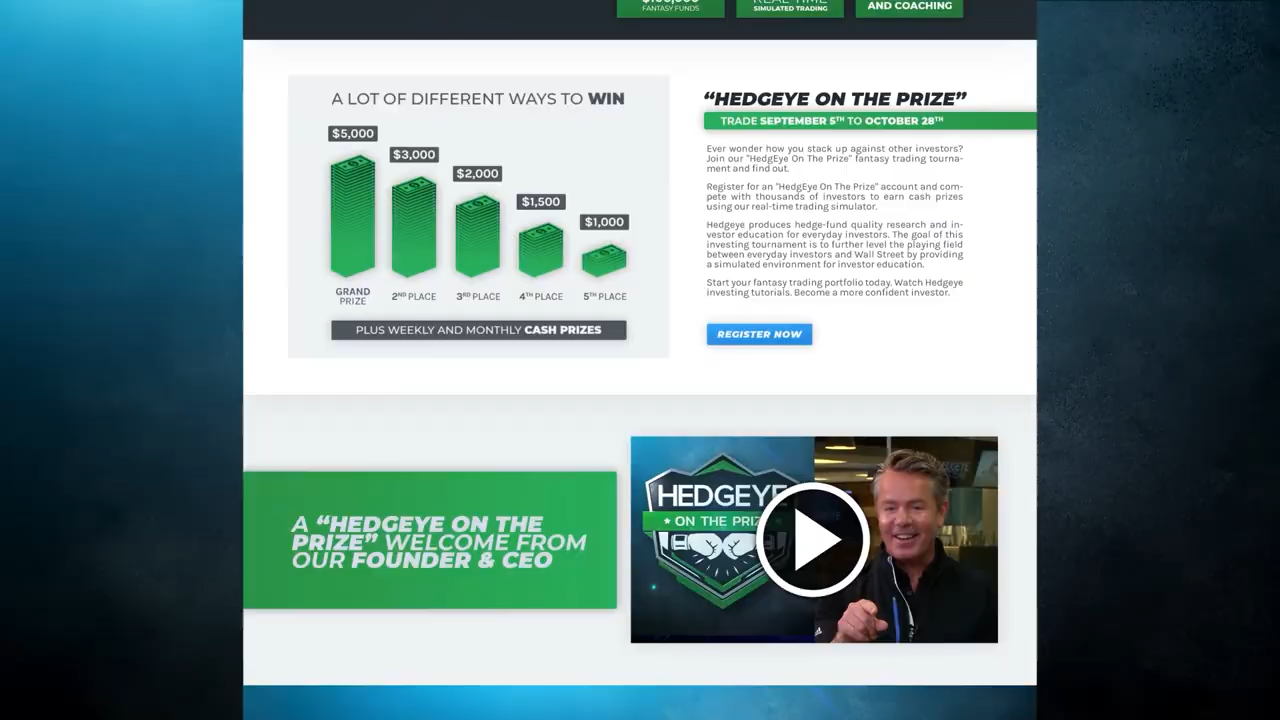 FANTASY FUNDS
SIMULATED TRADING
AND COACHING
A LOT OF DIFFERENT WAYS TO WIN
$5,000
$3,000
$2,000
$1,500
$1,000
GRAND
PRIZE
2ND PLACE
3RD PLACE
4TH PLACE
5TH PLACE
PLUS WEEKLY AND MONTHLY CASH PRIZES
“HEDGEYE ON THE PRIZE”
TRADE SEPTEMBER 5TH TO OCTOBER 28TH
Ever wonder how you stack up against other investors?
Join our "HedgEye On The Prize" fantasy trading tourna-
ment and find out.
Register for an "HedgEye On The Prize" account and com-
pete with thousands of investors to earn cash prizes
using our real-time trading simulator.
Hedgeye produces hedge-fund quality research and in-
vestor education for everyday investors. The goal of this
investing tournament is to further level the playing field
between everyday investors and Wall Street by providing
a simulated environment for investor education.
Start your fantasy trading portfolio today. Watch Hedgeye
investing tutorials. Become a more confident investor.
REGISTER NOW
A “HEDGEYE ON THE
PRIZE” WELCOME FROM
OUR FOUNDER & CEO
HEDGEYE
ON THE PRIZ